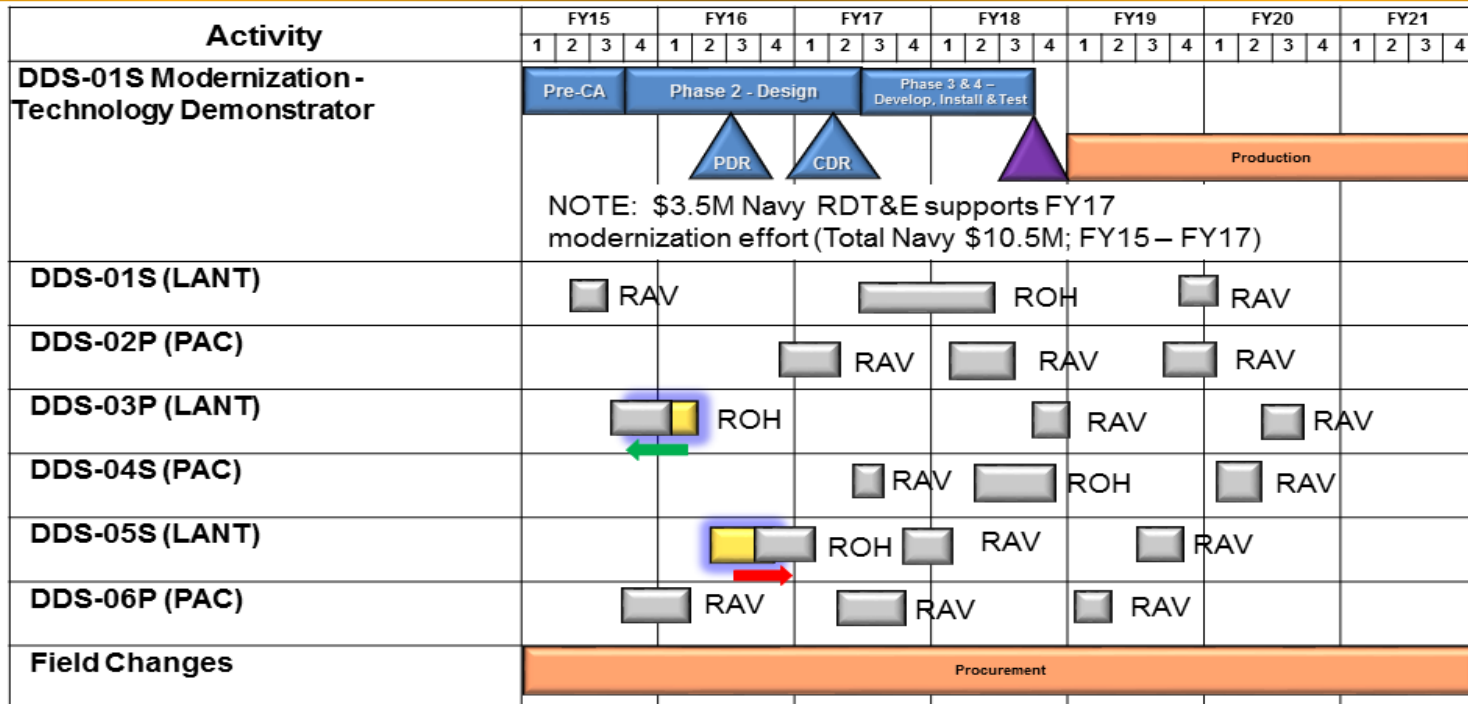 Activity
FY15 FY16 FY17 FY18 FY19 FY20 FY21
1 2 3 4 1 2 3 4 1 2 3 4 1 2 3 4 1 2 3 4 1 2 3 4 1 2 3 4
DDS-01S Modernization -
Technology Demonstrator
Pre-CA
Phase 2 - Design
Phase 3 & 4 –
Develop, Install & Test
PDR
CDR
Production
NOTE: $3.5M Navy RDT&E supports FY17
modernization effort (Total Navy $10.5M; FY15 – FY17)
DDS-01S (LANT) RAV ROH RAV
DDS-02P (PAC) RAV RAV RAV
DDS-03P (LANT) ROH RAV RAV
DDS-04S (PAC) RAV ROH RAV
DDS-05S (LANT) ROH RAV RAV
DDS-06P (PAC) RAV RAV RAV
Field Changes Procurement